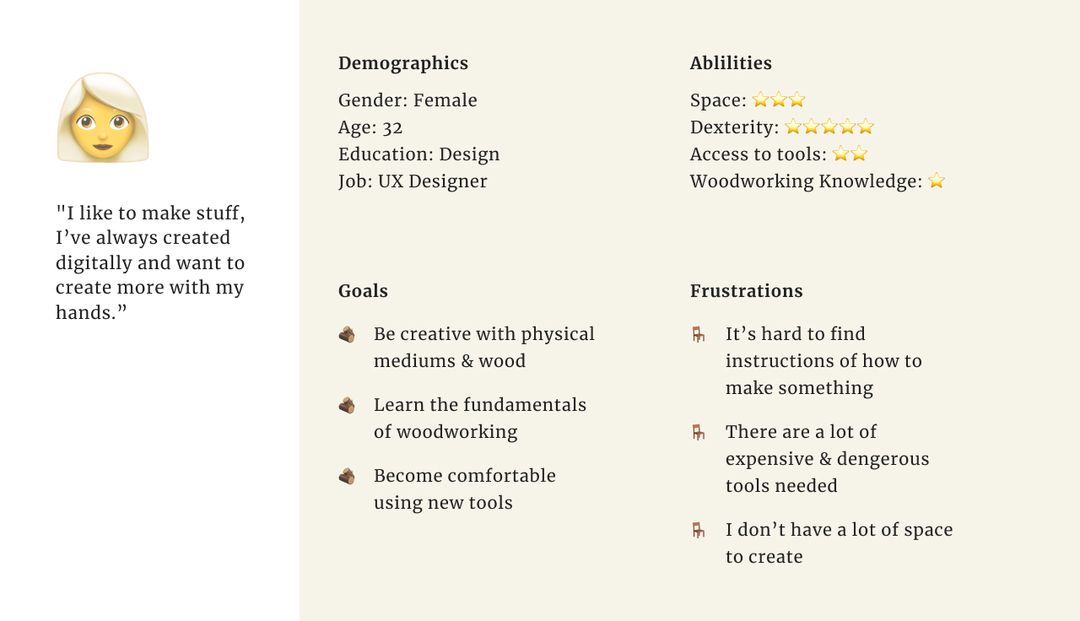 "I like to make stuff,
I’ve always created
digitally and want to
create more with my
hands.”
Demographics
Gender: Female
Age: 32
Education: Design
Job: UX Designer
Ablilities
Space: ⭐⭐⭐
Dexterity: ⭐⭐⭐⭐⭐
Access to tools: ⭐⭐
Woodworking Knowledge: ⭐
Goals
Be creative with physical
mediums & wood
Learn the fundamentals
of woodworking
Become comfortable
using new tools
Frustrations
It’s hard to find
instructions of how to
make something
There are a lot of
expensive & dengerous
tools needed
I don’t have a lot of space
to create